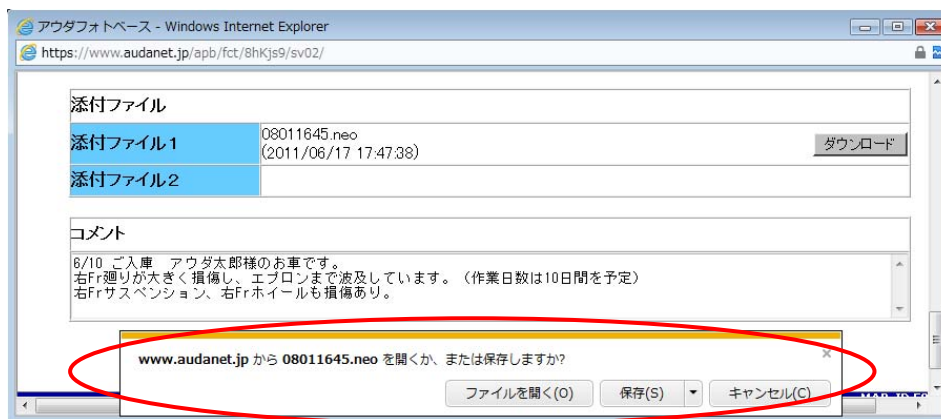 アウダフォトベース - Windows Internet Explorer
https://www.audanet.jp/apb/fct/8hKjs9/sv02/
添付ファイル
添付ファイル1 08011645.neo
(2011/06/17 17:47:38)
ダウンロード
添付ファイル2
コメント
6/10 ご入庫　アウダ太郎様のお車です。
右Fr廻りが大きく損傷し、エプロンまで波及しています。（作業日数は10日間を予定）
右Frサスペンション、右Frホイールも損傷あり。
www.audanet.jp から 08011645.neo を開くか、または保存しますか?
ファイルを開く(O) 保存(S) キャンセル(C)